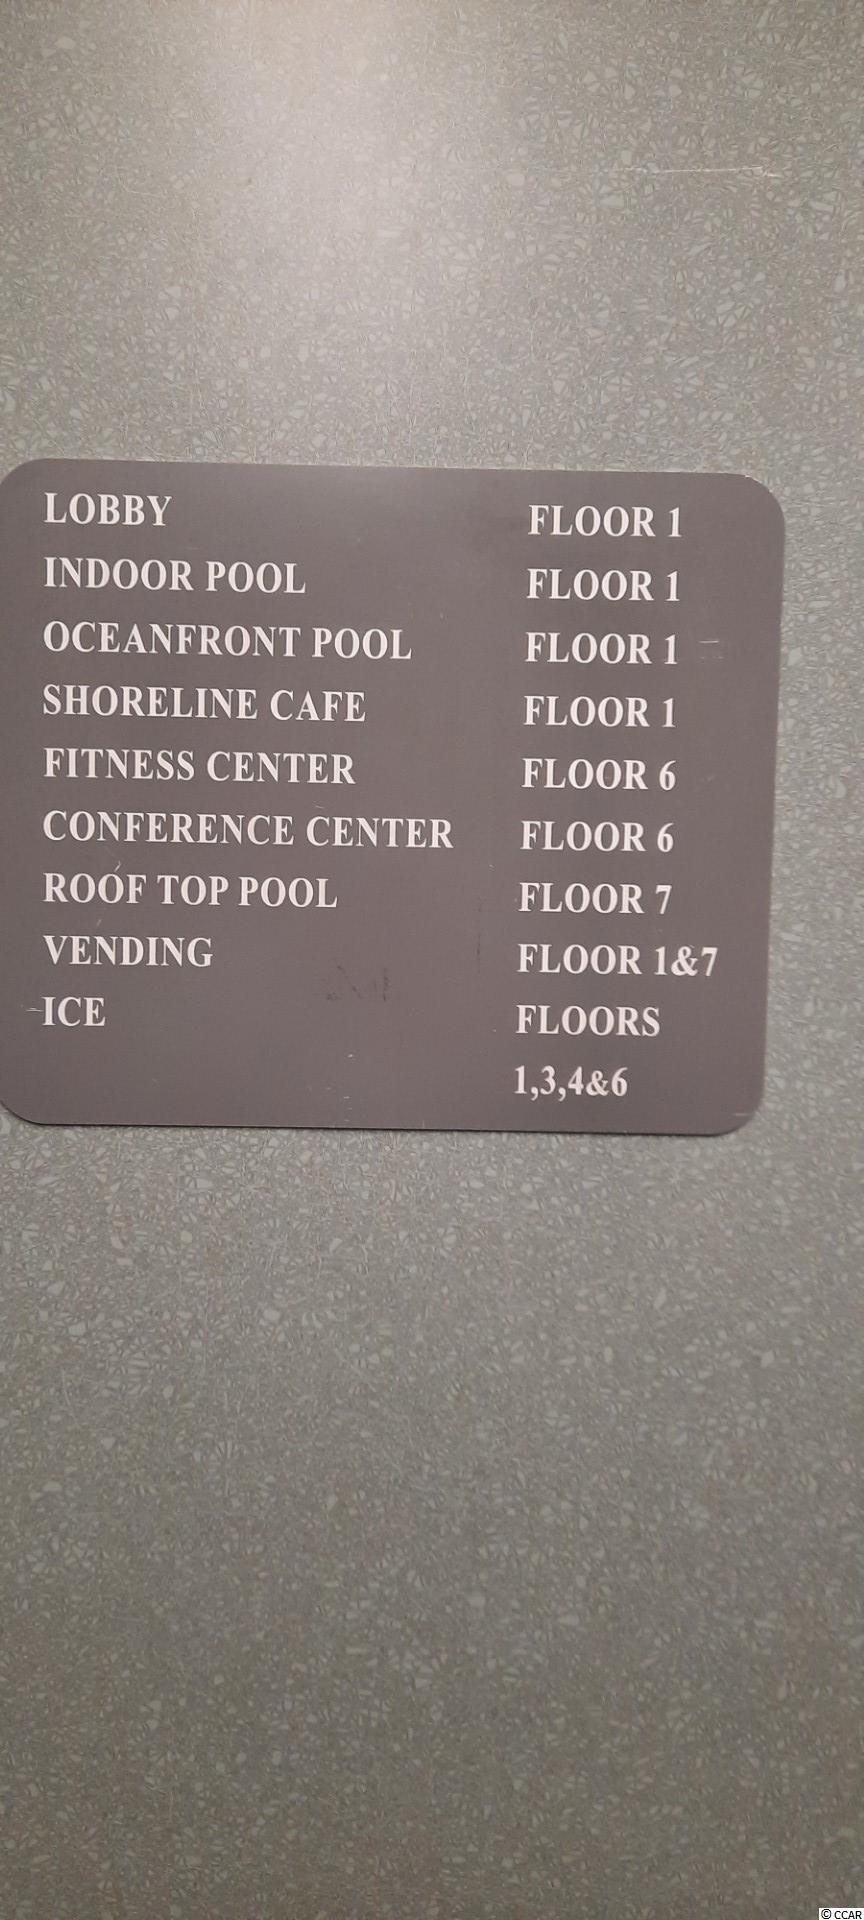 LOBBY FLOOR 1
INDOOR POOL FLOOR 1
OCEANFRONT POOL FLOOR 1
SHORELINE CAFE FLOOR 1
FITNESS CENTER FLOOR 6
CONFERENCE CENTER FLOOR 6
ROOF TOP POOL FLOOR 7
VENDING FLOOR 1&7
ICE FLOORS
1,3,4&6
© CCAR